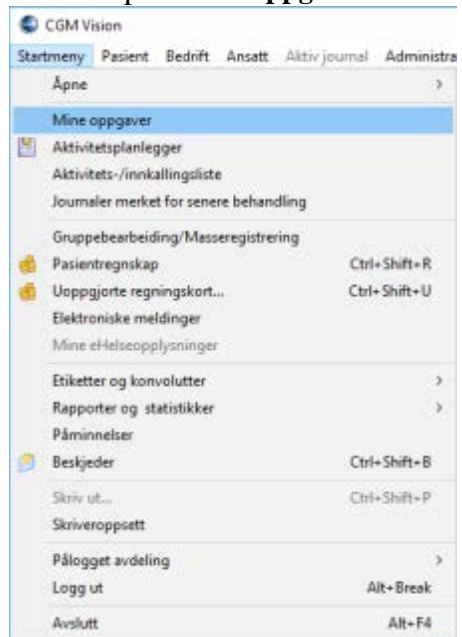 CGM Vision
Startmeny Pasient Bedrift Ansatt Aktiv journal Administra
Åpne >
Mine oppgaver
Aktivitetsplanlegger
Aktivitets-/innkallingsliste
Journaler merket for senere behandling
Gruppebearbeiding/Masseregistrering
Pasientregnskap Ctrl+Shift+R
Uoppgjorte regningskort... Ctrl+Shift+U
Elektroniske meldinger
Mine eHelseopplysninger
Etiketter og konvolutter >
Rapporter og statistikker >
Påminnelser
Beskjeder Ctrl+Shift+B
Skriv ut... Ctrl+Shift+P
Skriveroppsett
Pålogget avdeling >
Logg ut Alt+Break
Avslutt Alt+F4